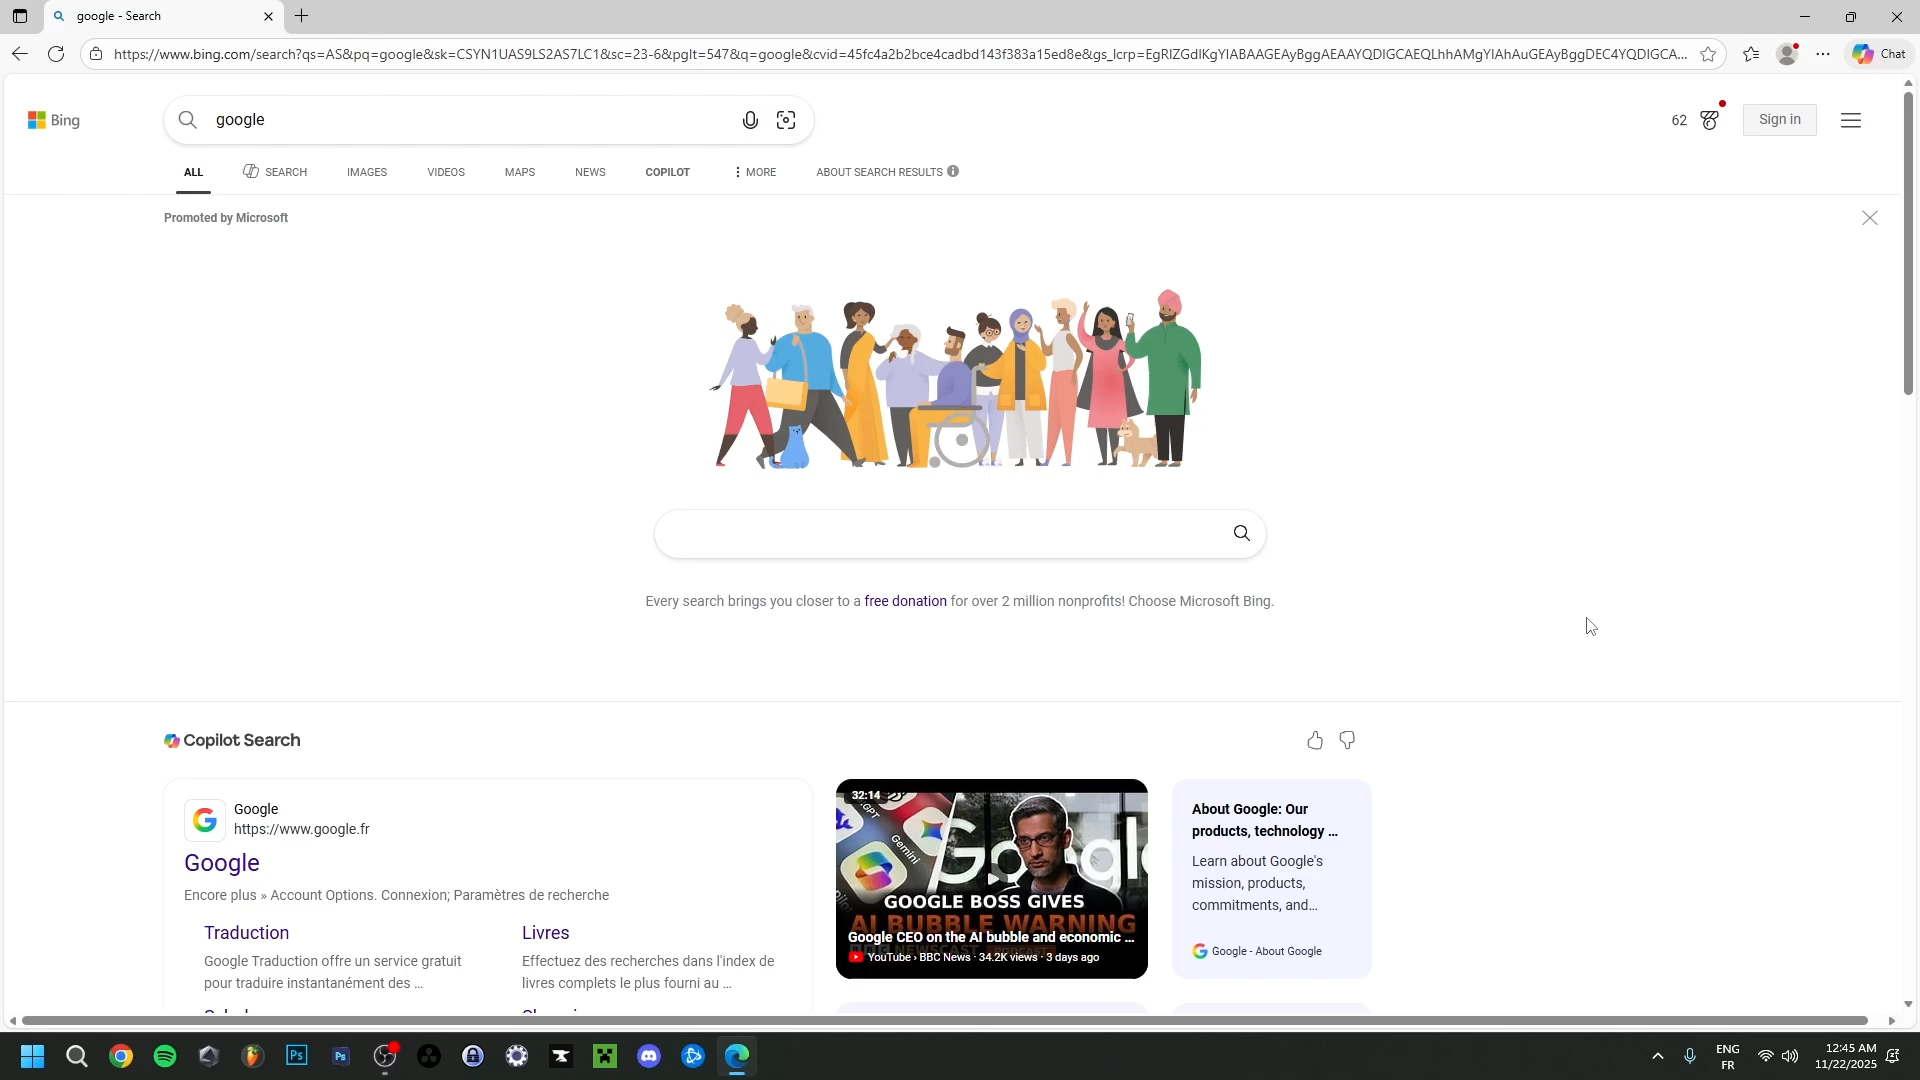 google - Search
https://www.bing.com/search?qs=AS&pq=google&sk=CSYN1UAS9LS2AS7LC1&sc=23-6&pglt=547&q=google&cvid=45fc4a2b2bce4cadbd143f383a15ed8e&gs_lcrp=EgRlZGdlKgYIABAAGEAyBggAEAAYQDIGCAEQLhhAMgYIAhAuGEAyBggDEC4YQDIGCA...
Chat
Bing
google
62
Sign in
ALL SEARCH IMAGES VIDEOS MAPS NEWS COPILOT MORE ABOUT SEARCH RESULTS
Promoted by Microsoft
Every search brings you closer to a free donation for over 2 million nonprofits! Choose Microsoft Bing.
Copilot Search
Google
https://www.google.fr
Google
Encore plus » Account Options. Connexion; Paramètres de recherche
Traduction
Google Traduction offre un service gratuit
pour traduire instantanément des ...
Livres
Effectuez des recherches dans l'index de
livres complets le plus fourni au ...
32:14
Gemini
GOOGLE BOSS GIVES
AI BUBBLE WARNING
Google CEO on the AI bubble and economic ...
YouTube › BBC News · 34.2K views · 3 days ago
About Google: Our
products, technology ...
Learn about Google's
mission, products,
commitments, and...
Google - About Google
Ps
Ps
ENG
FR
12:45 AM
11/22/2025